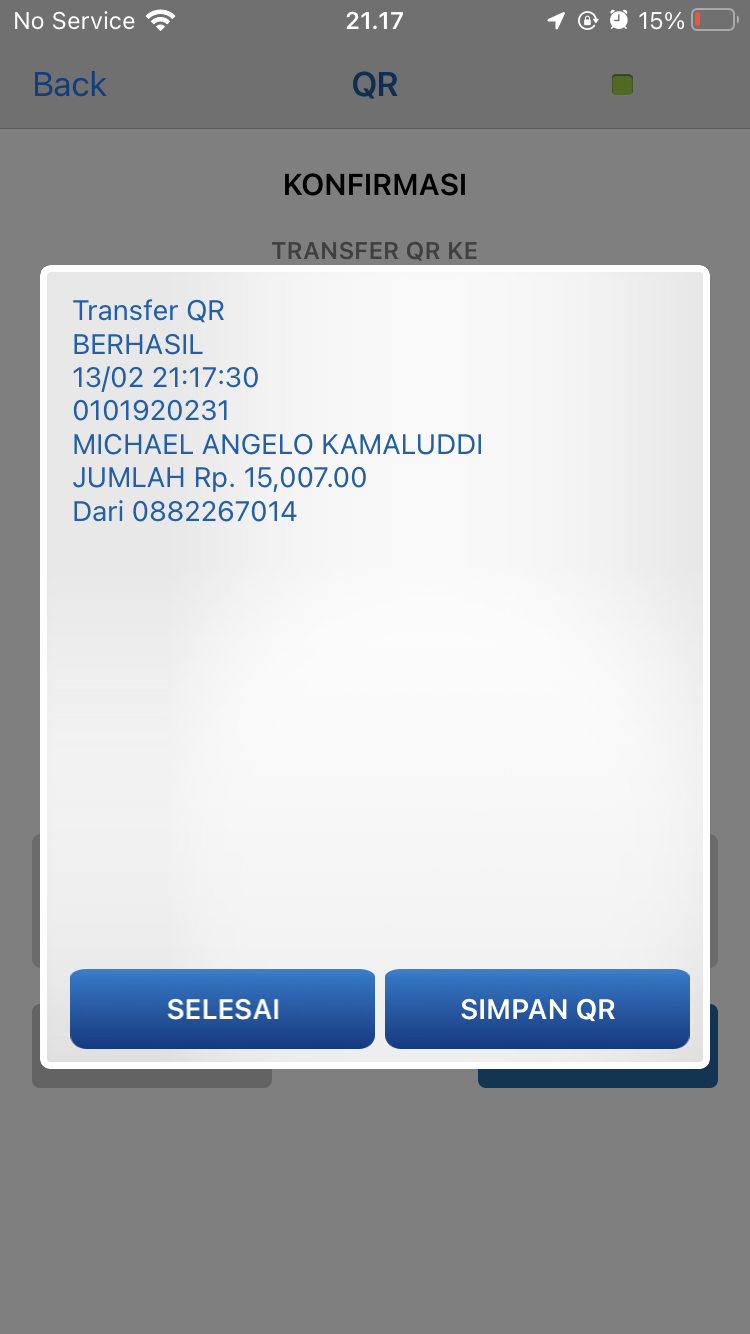 No Service 21.17 15%
Back QR
KONFIRMASI
TRANSFER QR KE
Transfer QR
BERHASIL
13/02 21:17:30
0101920231
MICHAEL ANGELO KAMALUDDI
JUMLAH Rp. 15,007.00
Dari 0882267014
SELESAI SIMPAN QR